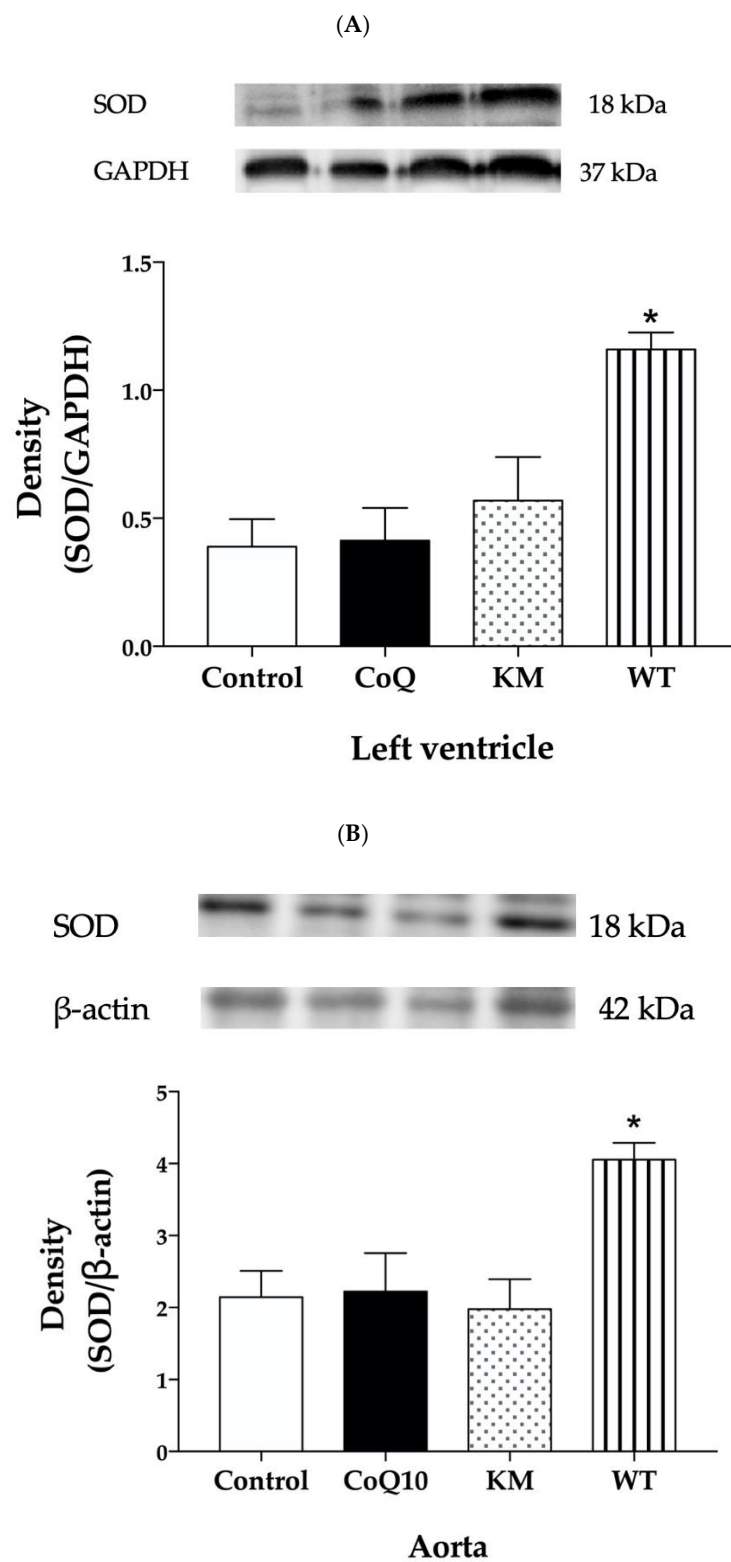 (A)
SOD 18 kDa
GAPDH 37 kDa
1.5
1.0
0.5
0.0
Density
(SOD/GAPDH)
*
Control CoQ KM WT
Left ventricle
(B)
SOD 18 kDa
β-actin 42 kDa
5
4
3
2
1
0
Density
(SOD/β-actin)
*
Control CoQ10 KM WT
Aorta